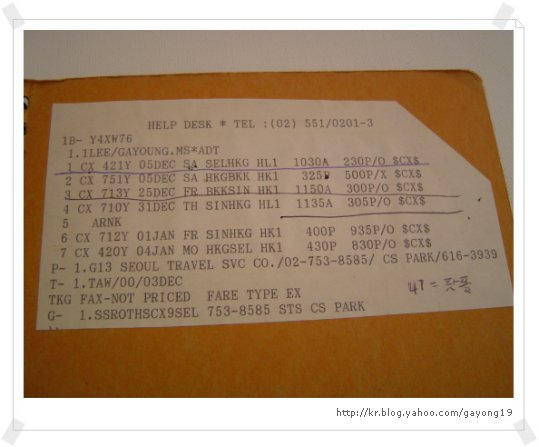 HELP DESK * TEL :(02) 551/0201-3
1B- Y4XW76
1.1LEE/GAYOUNG.MS*ADT
1 CX 421Y 05DEC SA SELHKG HL1 1030A 230P/O $CX$
2 CX 751Y 05DEC SA HKGBKK HK1 325P 500P/X $CX$
3 CX 713Y 25DEC FR BKKSIN HK1 1150A 300P/O $CX$
4 CX 710Y 31DEC TH SINHKG HL1 1135A 305P/O $CX$
5 ARNK
6 CX 712Y 01JAN FR SINHKG HK1 400P 935P/O $CX$
7 CX 420Y 04JAN MO HKGSEL HK1 430P 830P/O $CX$
P- 1.G13 SEOUL TRAVEL SVC CO./02-753-8585/ CS PARK/616-3939
T- 1.TAW/00/03DEC
TKG FAX-NOT PRICED FARE TYPE EX
G- 1.SSROTHSCX9SEL 753-8585 STS CS PARK
http://kr.blog.yahoo.com/gayong19